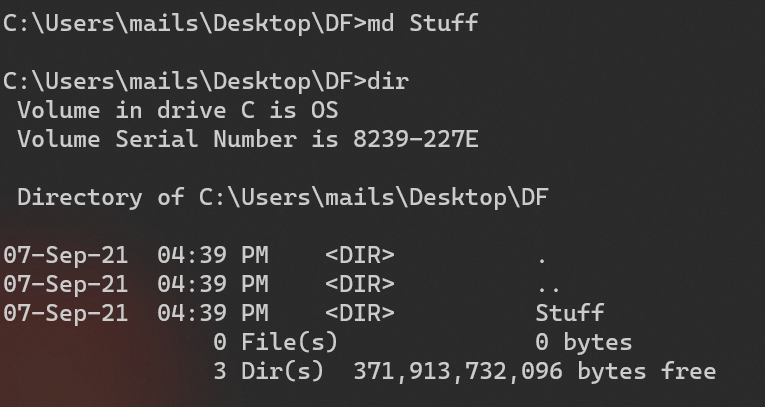 C:\Users\mails\Desktop\DF>md Stuff
C:\Users\mails\Desktop\DF>dir
 Volume in drive C is OS
 Volume Serial Number is 8239-227E
 Directory of C:\Users\mails\Desktop\DF
07-Sep-21  04:39 PM    <DIR>          .
07-Sep-21  04:39 PM    <DIR>          ..
07-Sep-21  04:39 PM    <DIR>          Stuff
               0 File(s)              0 bytes
               3 Dir(s)  371,913,732,096 bytes free